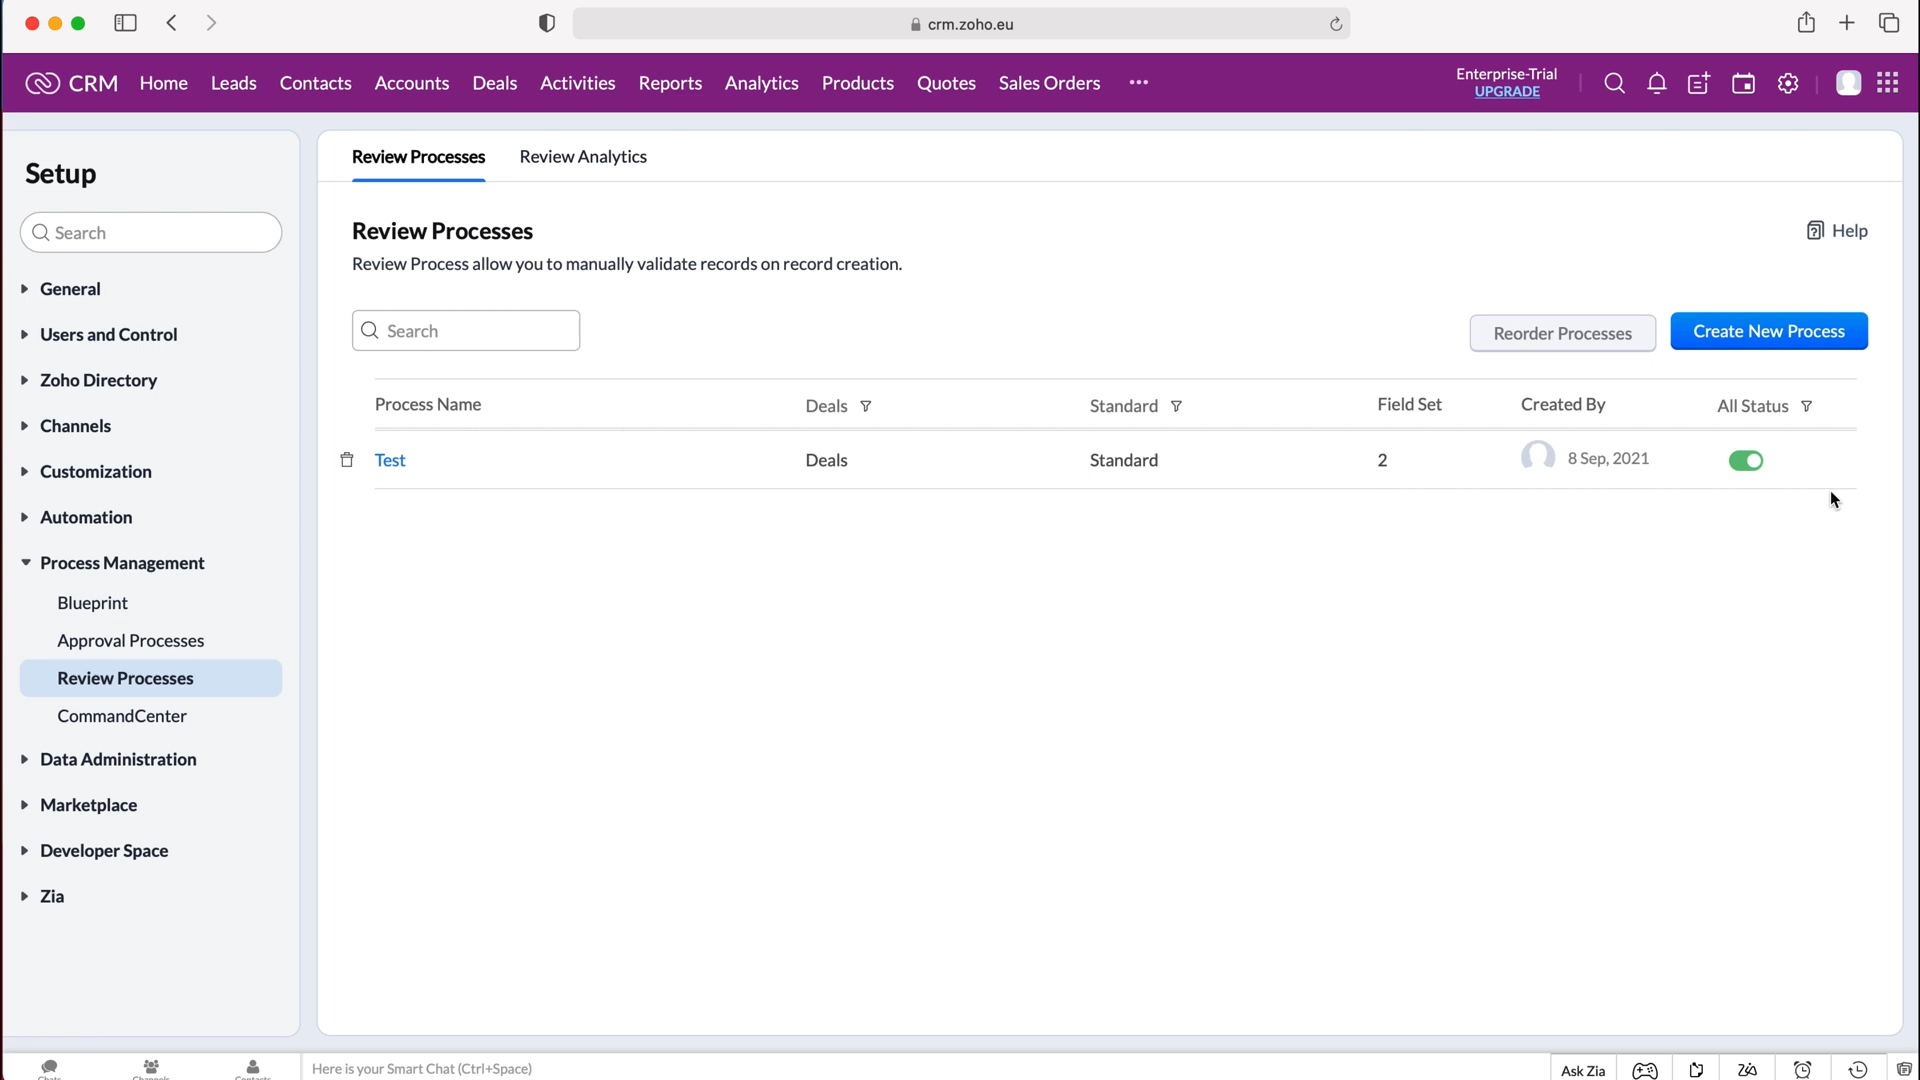 crm.zoho.eu
CRM Home Leads Contacts Accounts Deals Activities Reports Analytics Products Quotes Sales Orders
Enterprise-Trial
UPGRADE
Setup
Search
General
Users and Control
Zoho Directory
Channels
Customization
Automation
Process Management
Blueprint
Approval Processes
Review Processes
CommandCenter
Data Administration
Marketplace
Developer Space
Zia
Review Processes Review Analytics
Review Processes
Help
Review Process allow you to manually validate records on record creation.
Search
Reorder Processes
Create New Process
Process Name Deals Standard Field Set Created By All Status
Test Deals Standard 2 8 Sep, 2021
Chats Channels Contacts
Here is your Smart Chat (Ctrl+Space)
Ask Zia